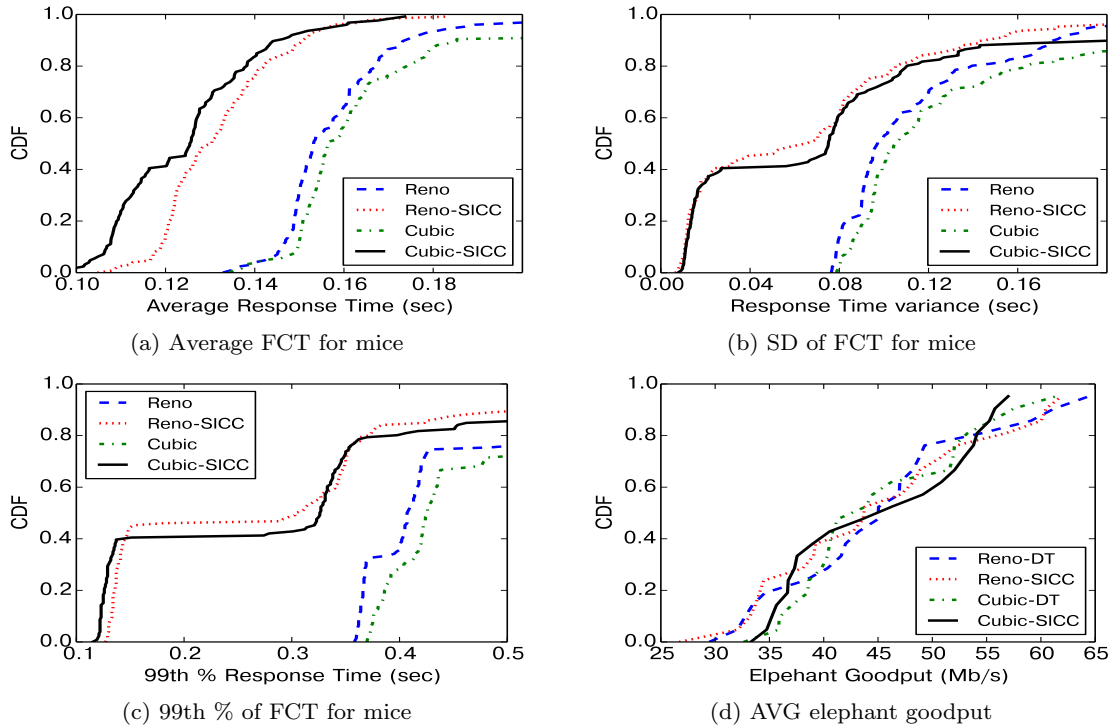 1.0
0.8
0.6
0.4
0.2
0.0
CDF
0.10 0.12 0.14 0.16 0.18
Average Response Time (sec)
Reno
Reno-SICC
Cubic
Cubic-SICC
(a) Average FCT for mice
1.0
0.8
0.6
0.4
0.2
0.0
CDF
0.00 0.04 0.08 0.12 0.16
Response Time variance (sec)
Reno
Reno-SICC
Cubic
Cubic-SICC
(b) SD of FCT for mice
1.0
0.8
0.6
0.4
0.2
0.0
CDF
0.1 0.2 0.3 0.4 0.5
99th % Response Time (sec)
Reno
Reno-SICC
Cubic
Cubic-SICC
(c) 99th % of FCT for mice
1.0
0.8
0.6
0.4
0.2
0.0
CDF
25 30 35 40 45 50 55 60 65
Elpehant Goodput (Mb/s)
Reno-DT
Reno-SICC
Cubic-DT
Cubic-SICC
(d) AVG elephant goodput